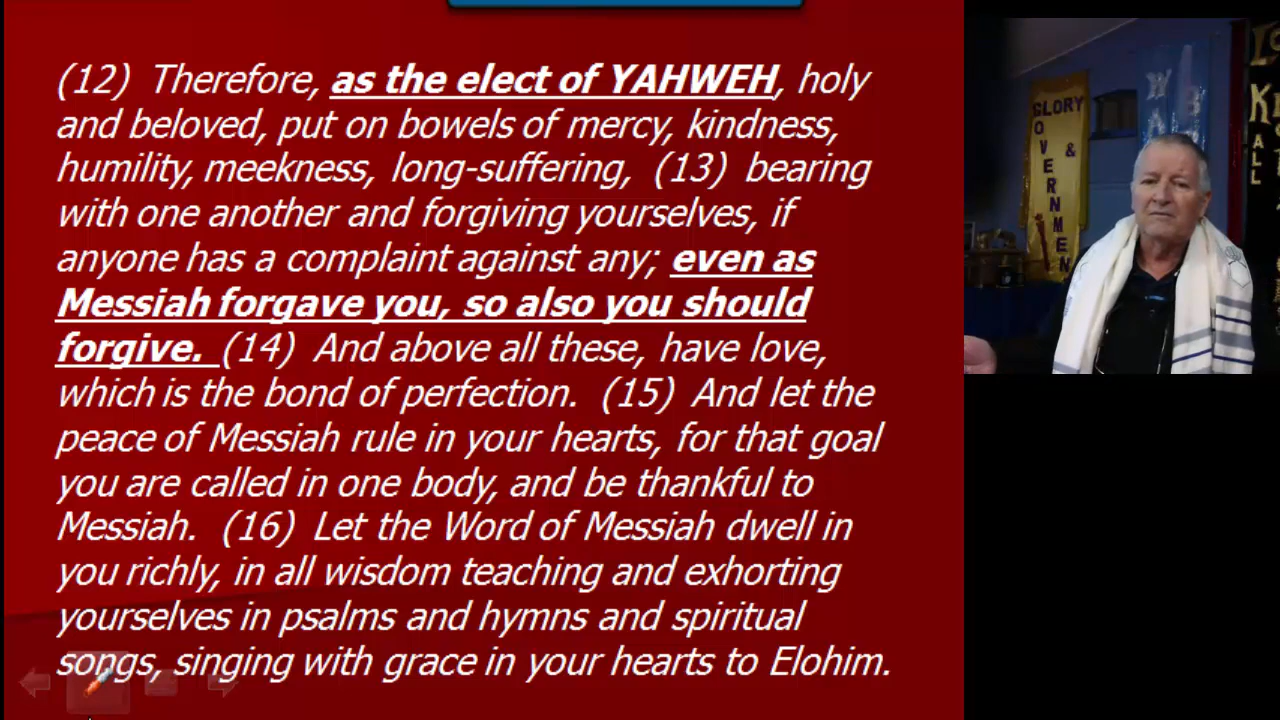 (12) Therefore, as the elect of YAHWEH, holy
and beloved, put on bowels of mercy, kindness,
humility, meekness, long-suffering, (13) bearing
with one another and forgiving yourselves, if
anyone has a complaint against any; even as
Messiah forgave you, so also you should
forgive. (14) And above all these, have love,
which is the bond of perfection. (15) And let the
peace of Messiah rule in your hearts, for that goal
you are called in one body, and be thankful to
Messiah. (16) Let the Word of Messiah dwell in
you richly, in all wisdom teaching and exhorting
yourselves in psalms and hymns and spiritual
songs, singing with grace in your hearts to Elohim.
GLORY
&
GOVERNMEN